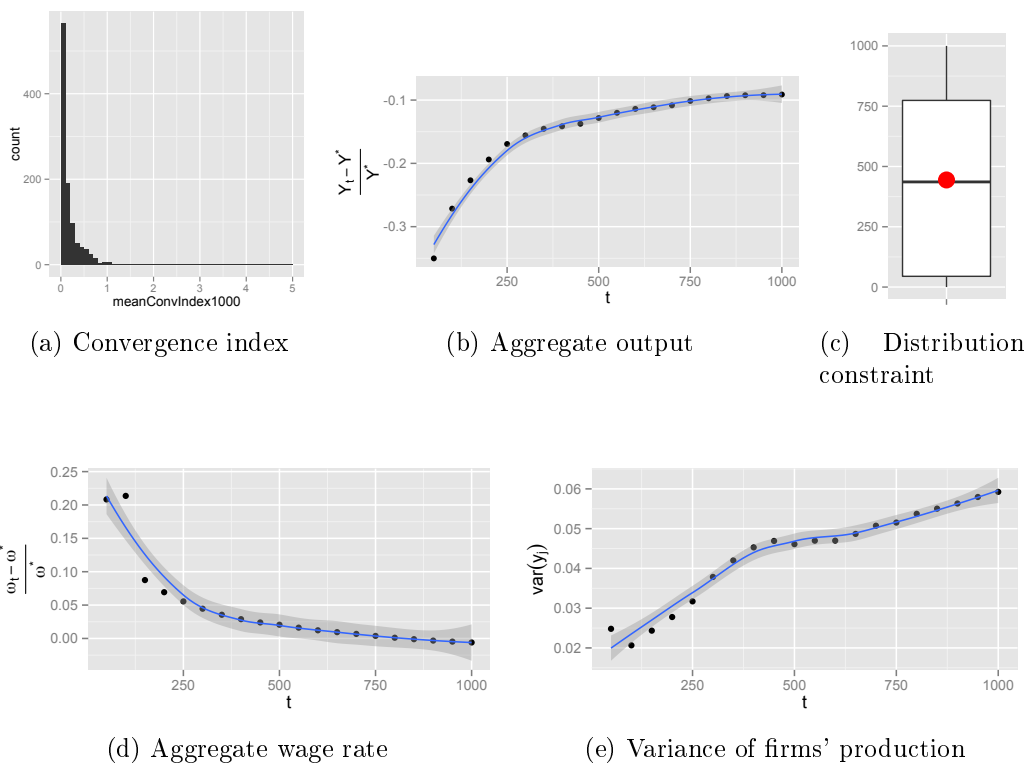 400
200
0
count
0 1 2 3 4 5
meanConvIndex1000
(a) Convergence index
-0.1
-0.2
-0.3
Yt − Y*
Y*
250 500 750 1000
t
(b) Aggregate output
1000
750
500
250
0
(c) Distribution
constraint
0.25
0.20
0.15
0.10
0.05
0.00
ωt − ω*
ω*
250 500 750 1000
t
(d) Aggregate wage rate
0.06
0.05
0.04
0.03
0.02
var(yj)
250 500 750 1000
t
(e) Variance of firms' production